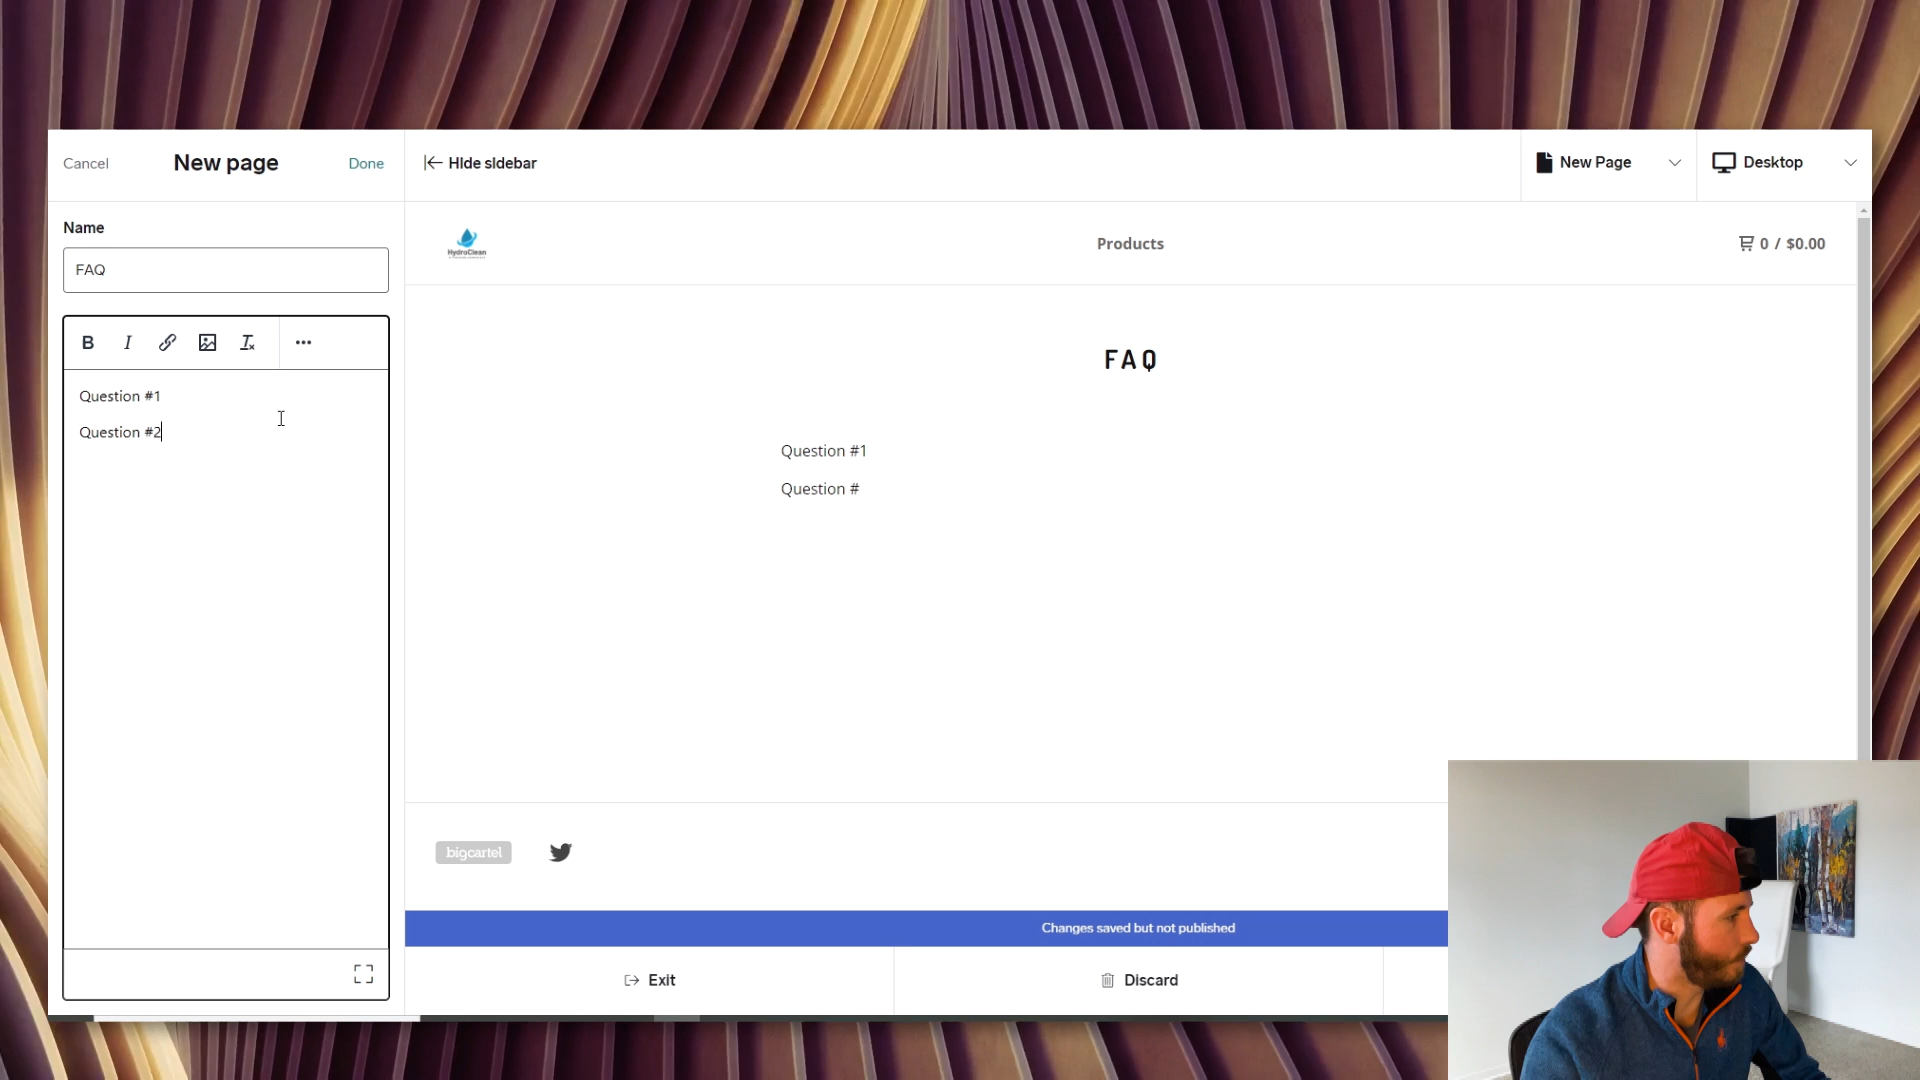 Cancel
New page
Done
Hide sidebar
New Page
Desktop
Name
FAQ
HydroClean
Products
0 / $0.00
B
I
Question #1
Question #2
FAQ
Question #1
Question #
bigcartel
Changes saved but not published
Exit
Discard